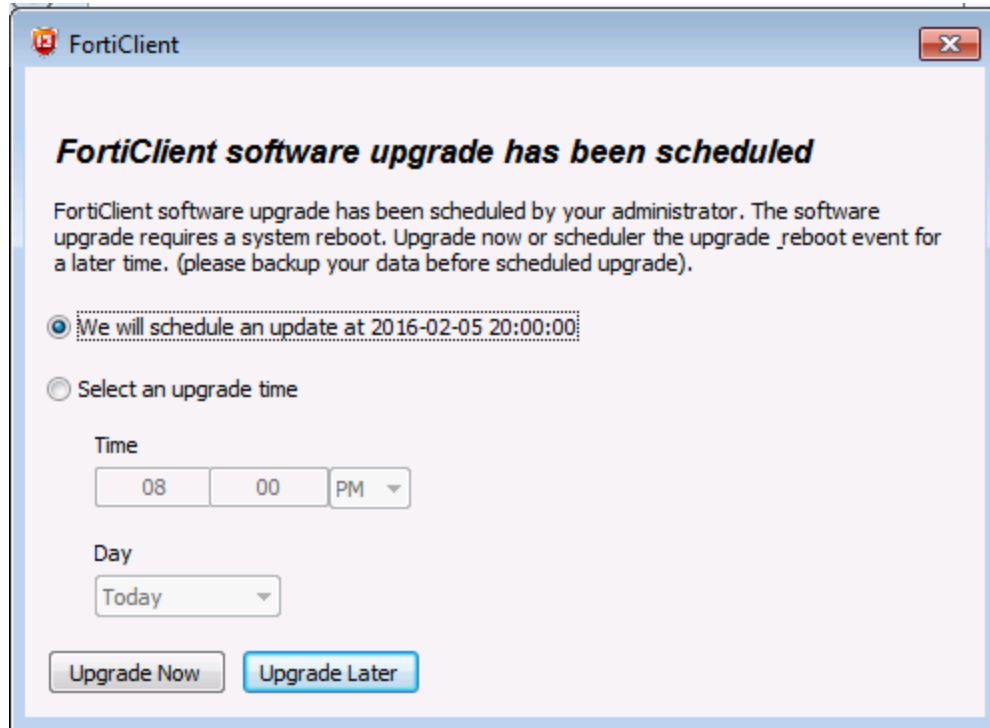 FortiClient
FortiClient software upgrade has been scheduled
FortiClient software upgrade has been scheduled by your administrator. The software
upgrade requires a system reboot. Upgrade now or scheduler the upgrade _reboot event for
a later time. (please backup your data before scheduled upgrade).
We will schedule an update at 2016-02-05 20:00:00
Select an upgrade time
Time
08 00 PM
Day
Today
Upgrade Now Upgrade Later